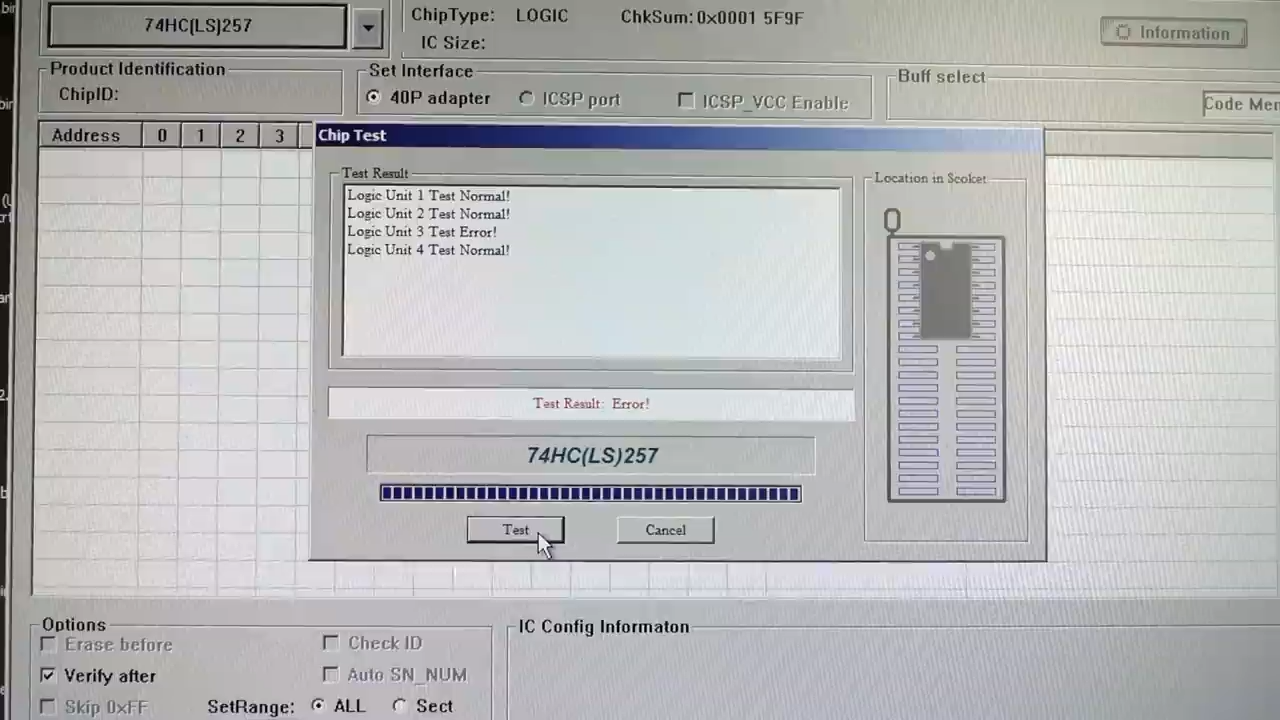 74HC(LS)257
ChipType: LOGIC ChkSum: 0x0001 5F9F
IC Size:
Information
Product Identification
ChipID:
Set Interface
40P adapter ICSP port ICSP_VCC Enable
Buff select
Code Mem
Address 0 1 2 3
Chip Test
Test Result
Logic Unit 1 Test Normal!
Logic Unit 2 Test Normal!
Logic Unit 3 Test Error!
Logic Unit 4 Test Normal!
Location in Scoket
Test Result: Error!
74HC(LS)257
Test Cancel
Options
Erase before Check ID
Verify after Auto SN_NUM
Skip 0xFF SetRange: ALL Sect
IC Config Informaton